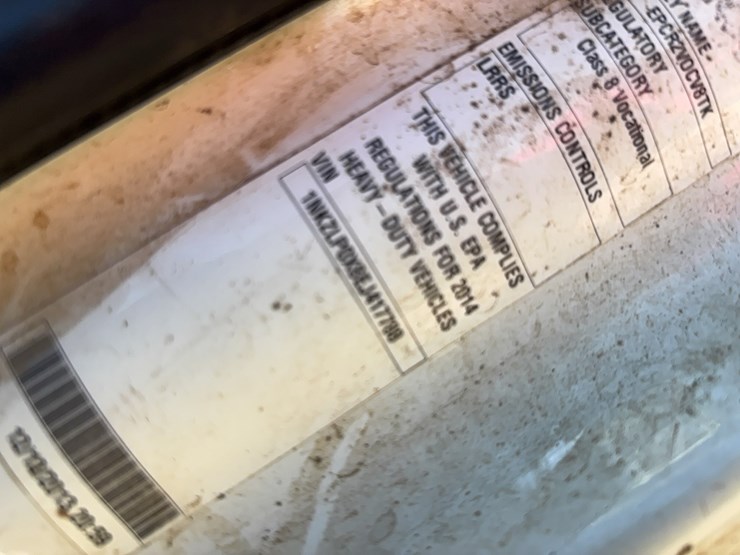 Y NAME
EPCR2VOCV8TK
GULATORY
SUBCATEGORY
Class 8 Vocational
EMISSIONS CONTROLS
LRRS
THIS VEHICLE COMPLIES
WITH U.S. EPA
REGULATIONS FOR 2014
HEAVY-DUTY VEHICLES
VIN